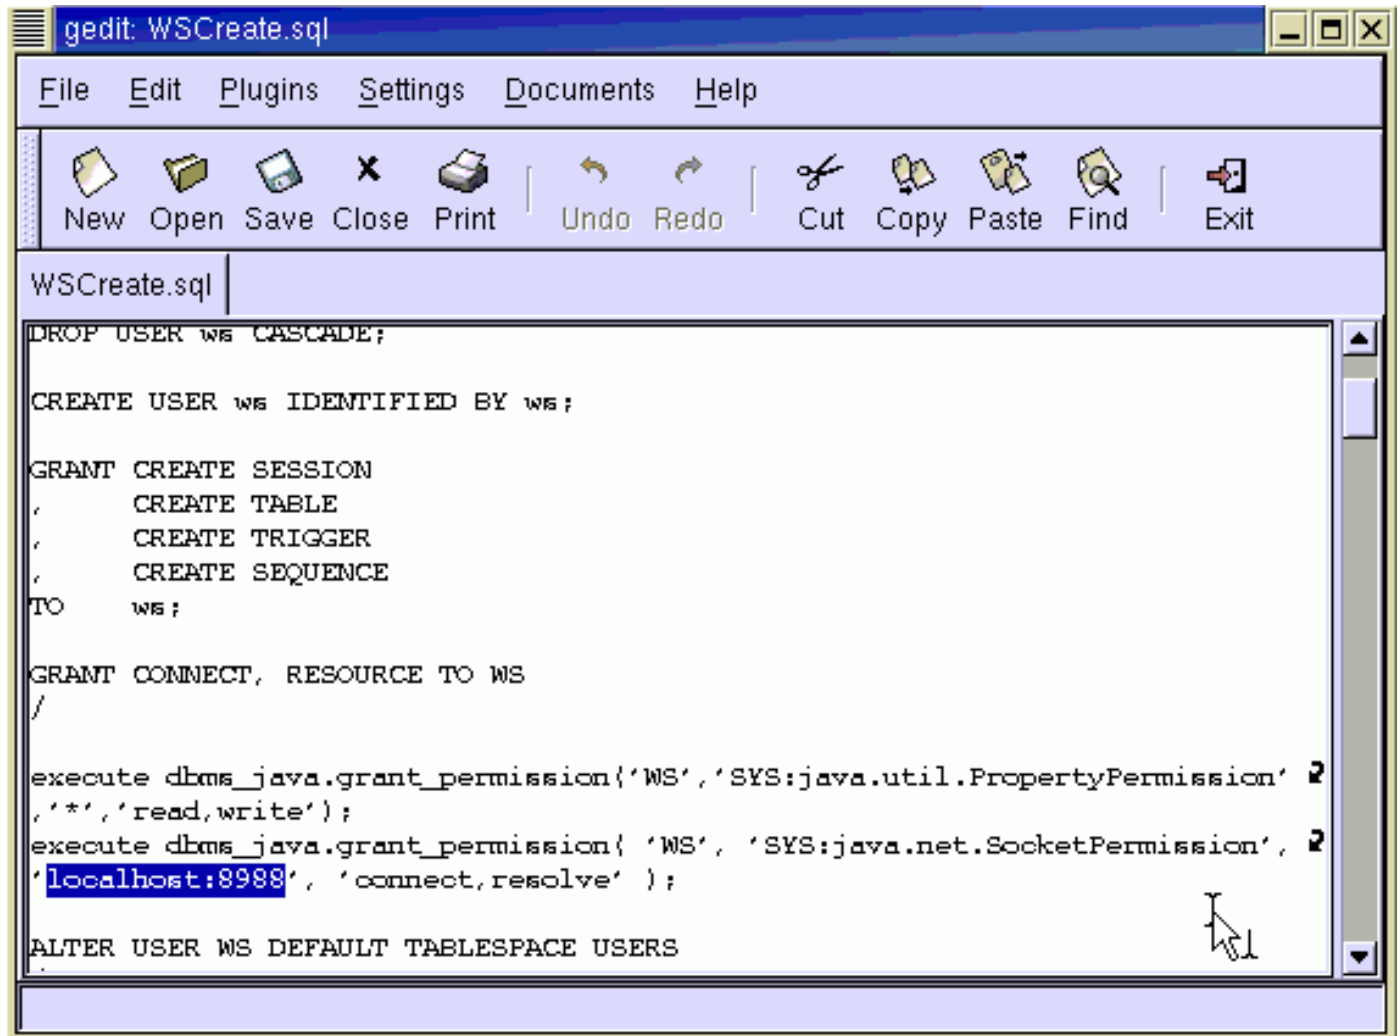 gedit: WSCreate.sql
File Edit Plugins Settings Documents Help
New Open Save Close Print Undo Redo Cut Copy Paste Find Exit
WSCreate.sql
DROP USER ws CASCADE;
CREATE USER ws IDENTIFIED BY ws;
GRANT CREATE SESSION
, CREATE TABLE
, CREATE TRIGGER
, CREATE SEQUENCE
TO ws;
GRANT CONNECT, RESOURCE TO WS
/
execute dbms_java.grant_permission('WS','SYS:java.util.PropertyPermission'
,'*','read,write');
execute dbms_java.grant_permission( 'WS', 'SYS:java.net.SocketPermission',
'localhost:8988', 'connect,resolve' );
ALTER USER WS DEFAULT TABLESPACE USERS